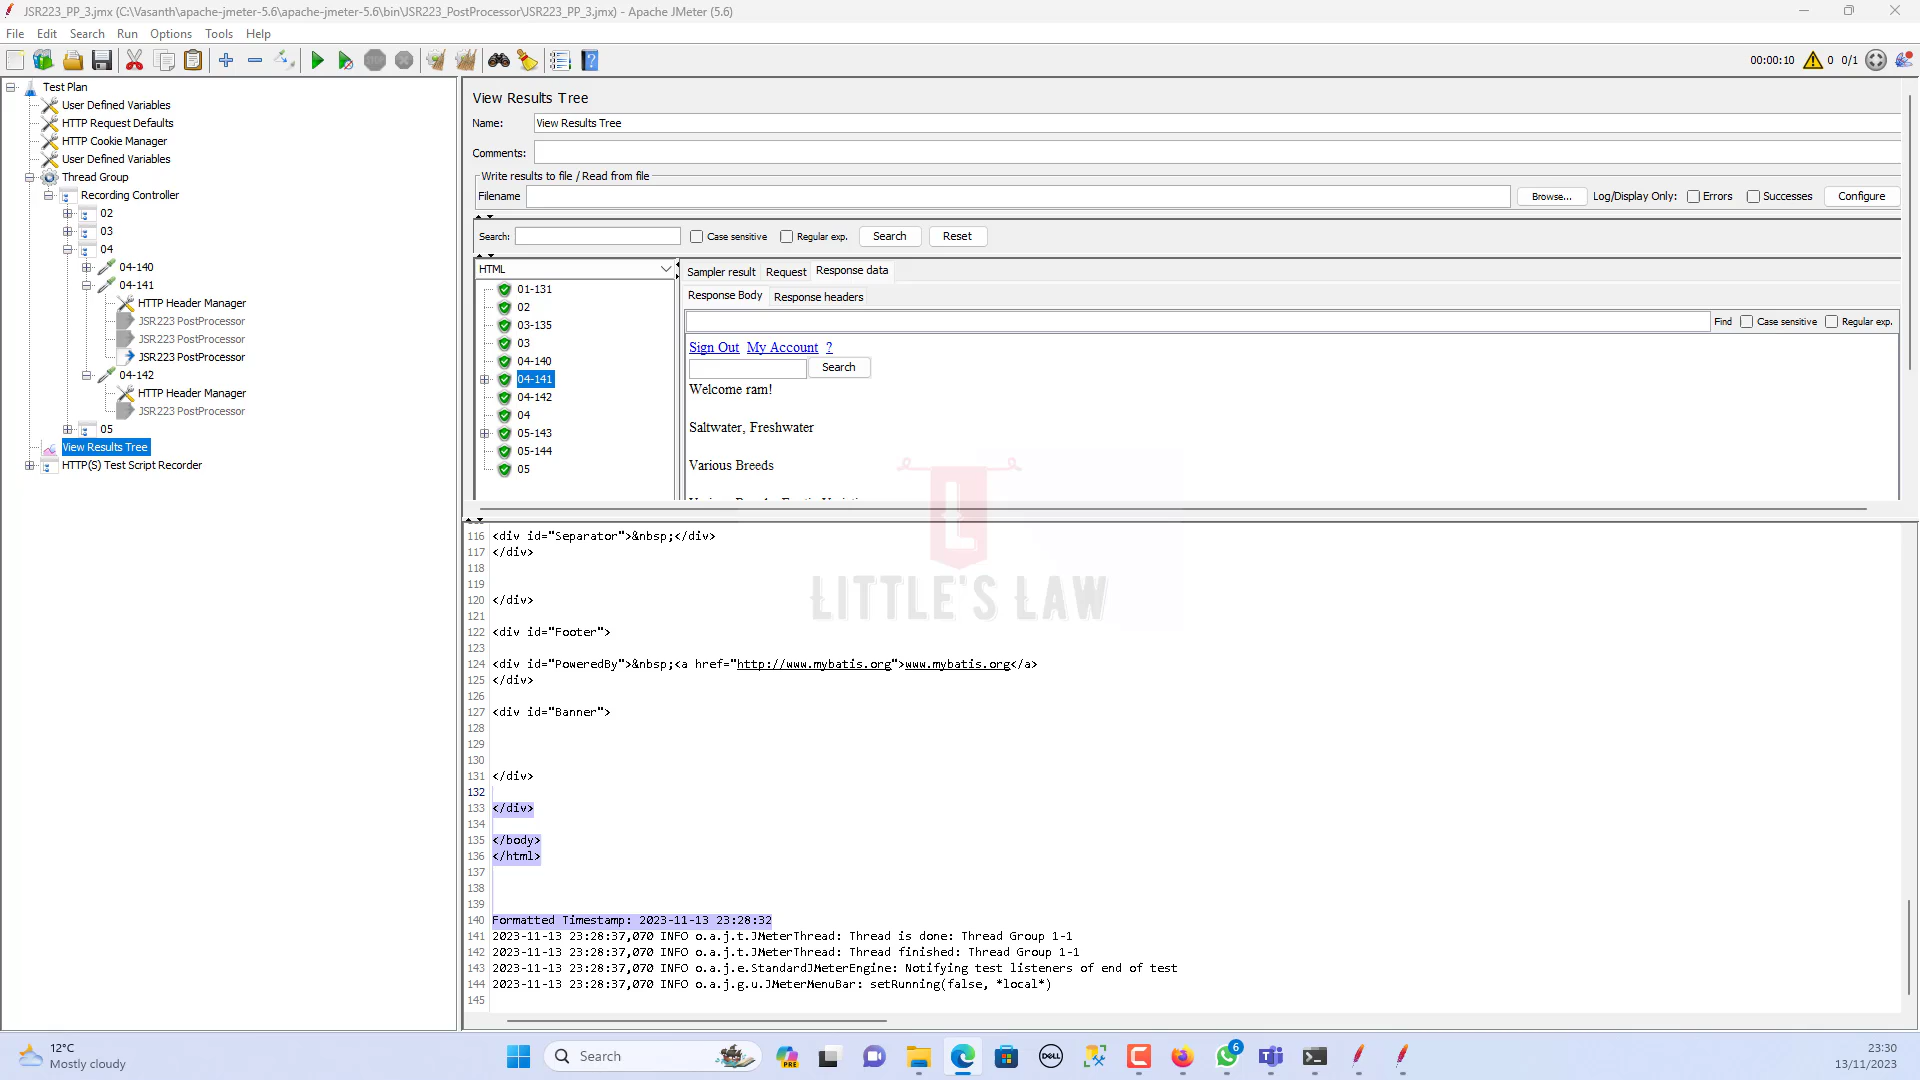 JSR223_PP_3.jmx (C:\Vasanth\apache-jmeter-5.6\apache-jmeter-5.6\bin\JSR223_PostProcessor\JSR223_PP_3.jmx) - Apache JMeter (5.6)
File Edit Search Run Options Tools Help
00:00:10 0 0/1
Test Plan
User Defined Variables
HTTP Request Defaults
HTTP Cookie Manager
User Defined Variables
Thread Group
Recording Controller
02
03
04
04-140
04-141
HTTP Header Manager
JSR223 PostProcessor
JSR223 PostProcessor
JSR223 PostProcessor
04-142
HTTP Header Manager
JSR223 PostProcessor
05
View Results Tree
HTTP(S) Test Script Recorder
View Results Tree
Name: View Results Tree
Comments:
Write results to file / Read from file
Filename Browse... Log/Display Only: Errors Successes Configure
Search: Case sensitive Regular exp. Search Reset
HTML
01-131
02
03-135
03
04-140
04-141
04-142
04
05-143
05-144
05
Sampler result Request Response data
Response Body Response headers
Find Case sensitive Regular exp.
Sign Out My Account ?
Search
Welcome ram!
Saltwater, Freshwater
Various Breeds
LITTLE'S LAW
116 <div id="Separator">&nbsp;</div>
117 </div>
118
119
120 </div>
121
122 <div id="Footer">
123
124 <div id="PoweredBy">&nbsp;<a href="http://www.mybatis.org">www.mybatis.org</a>
125 </div>
126
127 <div id="Banner">
128
129
130
131 </div>
132
133 </div>
134
135 </body>
136 </html>
137
138
139
140 Formatted Timestamp: 2023-11-13 23:28:32
141 2023-11-13 23:28:37,070 INFO o.a.j.t.JMeterThread: Thread is done: Thread Group 1-1
142 2023-11-13 23:28:37,070 INFO o.a.j.t.JMeterThread: Thread finished: Thread Group 1-1
143 2023-11-13 23:28:37,070 INFO o.a.j.e.StandardJMeterEngine: Notifying test listeners of end of test
144 2023-11-13 23:28:37,070 INFO o.a.j.g.u.JMeterMenuBar: setRunning(false, *local*)
145
12°C
Mostly cloudy
Search
PRE
DELL
6
23:30
13/11/2023